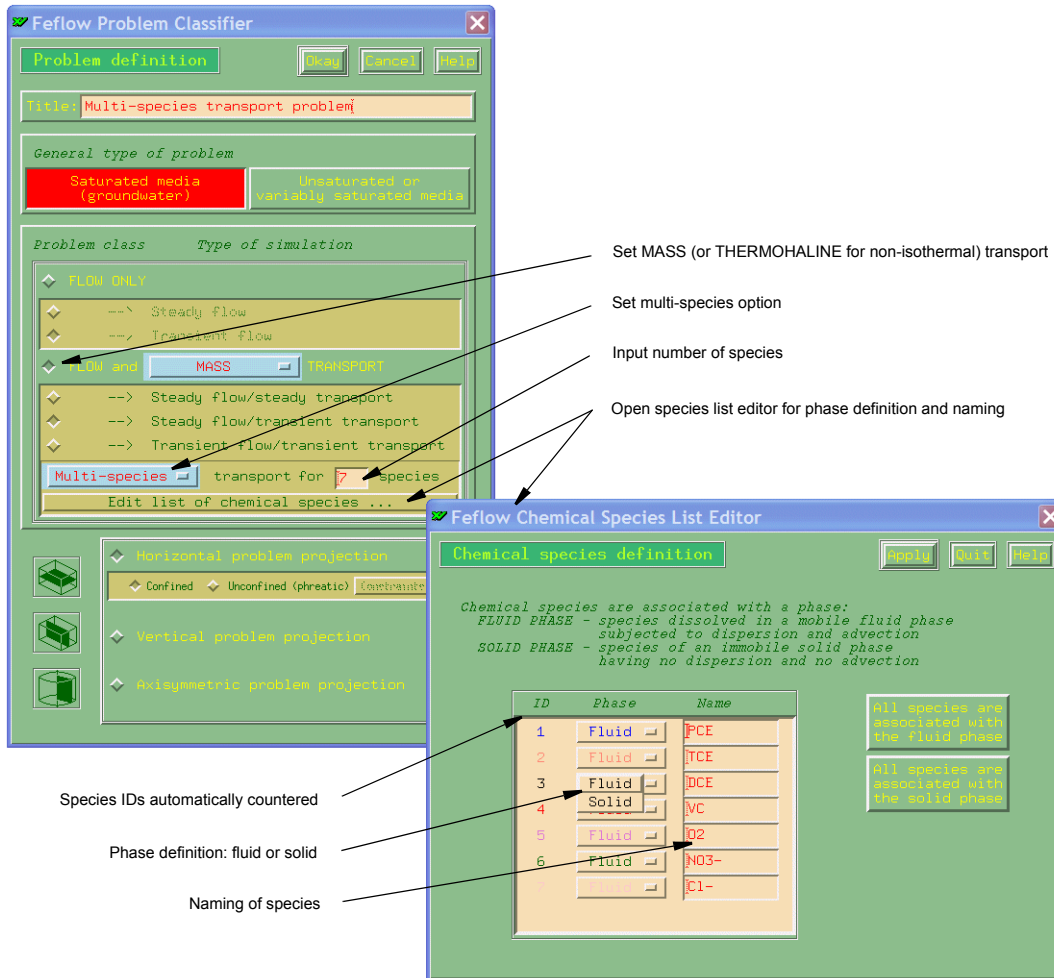 Feflow Problem Classifier
Problem definition
Okay
Cancel
Help
Title: Multi-species transport problem
General type of problem
Saturated media
(groundwater)
Unsaturated or
variably saturated media
Problem class Type of simulation
FLOW ONLY
--> Steady flow
--> Transient flow
FLOW and MASS TRANSPORT
--> Steady flow/steady transport
--> Steady flow/transient transport
--> Transient flow/transient transport
Multi-species transport for 7 species
Edit list of chemical species ...
Horizontal problem projection
Confined Unconfined (phreatic) Constraints
Vertical problem projection
Axisymmetric problem projection
Set MASS (or THERMOHALINE for non-isothermal) transport
Set multi-species option
Input number of species
Open species list editor for phase definition and naming
Feflow Chemical Species List Editor
Chemical species definition
Apply
Quit
Help
Chemical species are associated with a phase:
FLUID PHASE - species dissolved in a mobile fluid phase
subjected to dispersion and advection
SOLID PHASE - species of an immobile solid phase
having no dispersion and no advection
ID Phase Name
1 Fluid PCE
2 Fluid TCE
3 Fluid DCE
Solid
4 VC
5 Fluid O2
6 Fluid NO3-
7 Fluid Cl-
All species are
associated with
the fluid phase
All species are
associated with
the solid phase
Species IDs automatically countered
Phase definition: fluid or solid
Naming of species